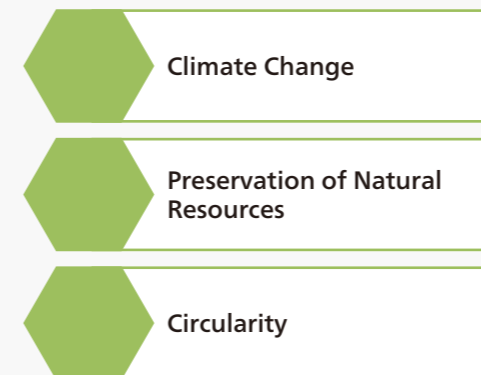 Climate Change
Preservation of Natural
Resources
Circularity